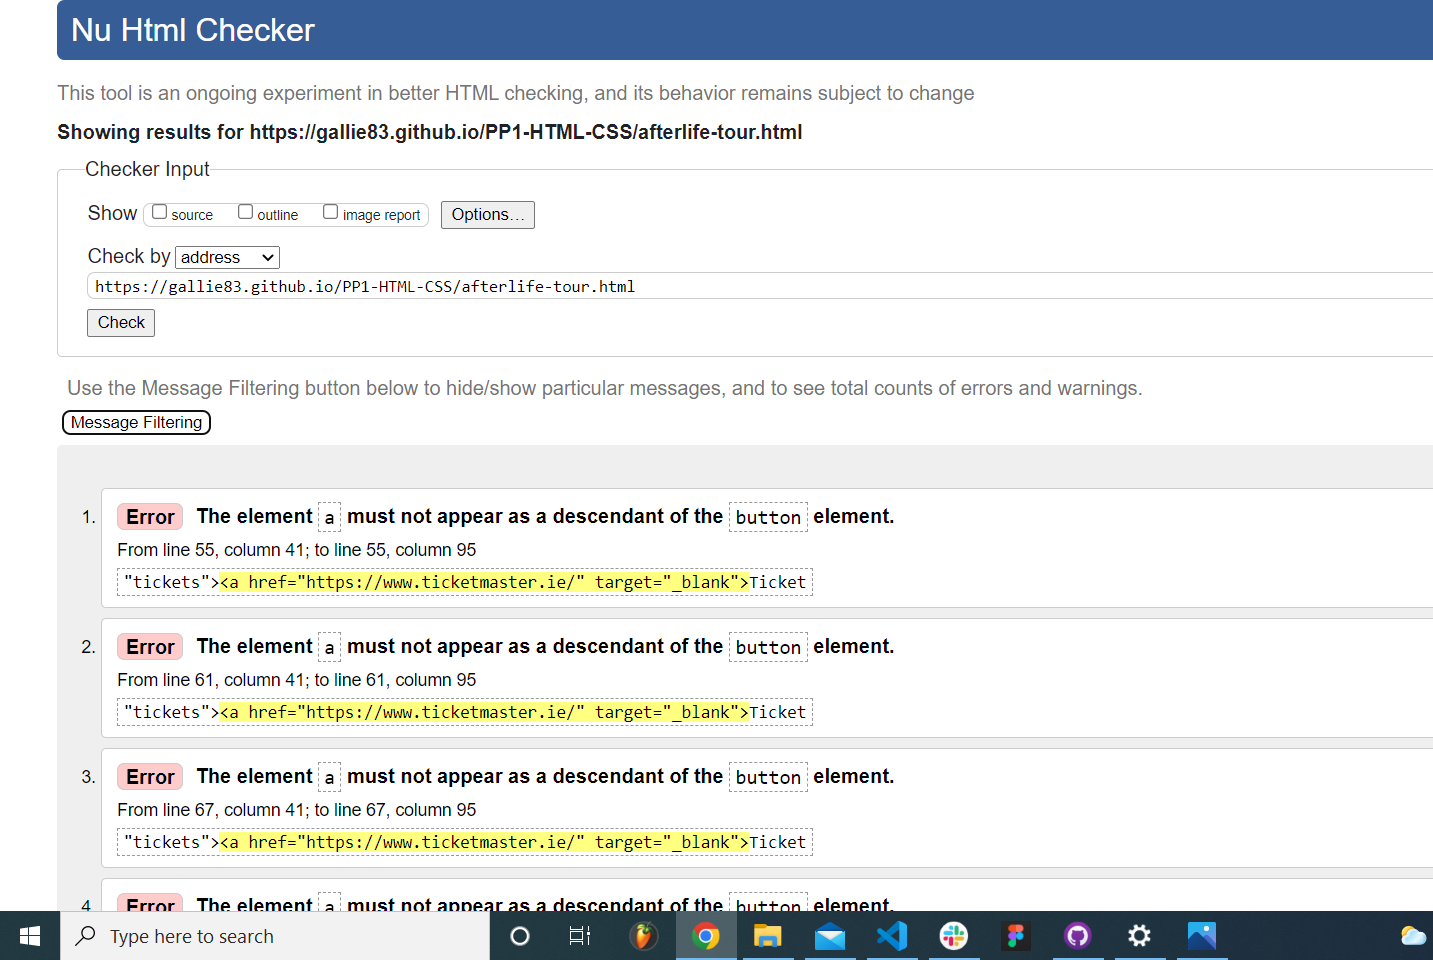 Nu Html Checker
This tool is an ongoing experiment in better HTML checking, and its behavior remains subject to change
Showing results for https://gallie83.github.io/PP1-HTML-CSS/afterlife-tour.html
Checker Input
Show source outline image report Options...
Check by address
https://gallie83.github.io/PP1-HTML-CSS/afterlife-tour.html
Check
Use the Message Filtering button below to hide/show particular messages, and to see total counts of errors and warnings.
Message Filtering
1. Error The element a must not appear as a descendant of the button element.
From line 55, column 41; to line 55, column 95
"tickets"><a href="https://www.ticketmaster.ie/" target="_blank">Ticket
2. Error The element a must not appear as a descendant of the button element.
From line 61, column 41; to line 61, column 95
"tickets"><a href="https://www.ticketmaster.ie/" target="_blank">Ticket
3. Error The element a must not appear as a descendant of the button element.
From line 67, column 41; to line 67, column 95
"tickets"><a href="https://www.ticketmaster.ie/" target="_blank">Ticket
4. Error The element a must not appear as a descendant of the button element.
Type here to search